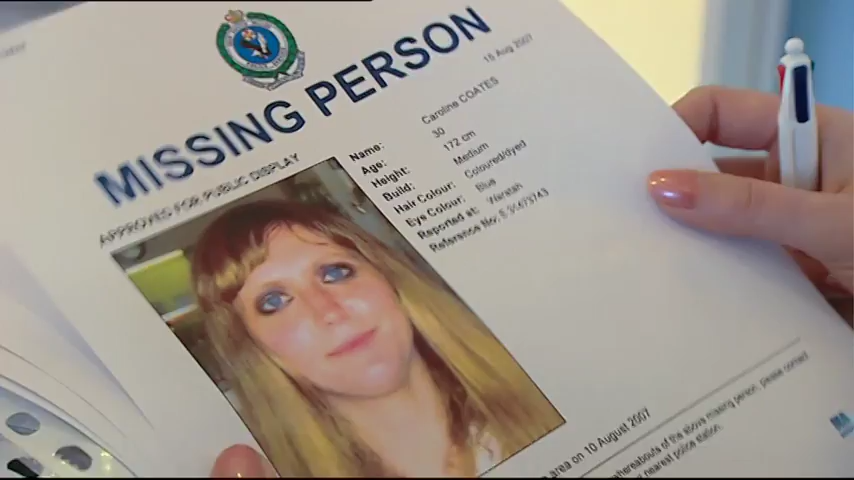 MISSING PERSON
15 Aug 2007
APPROVED FOR PUBLIC DISPLAY
Name: Caroline COATES
Age: 30
Height: 172 cm
Build: Medium
Hair Colour: Coloured/dyed
Eye Colour: Blue
Reported at: Waratah
Reference No:
area on 10 August 2007
whereabouts of the above missing person, please contact
nearest police station.